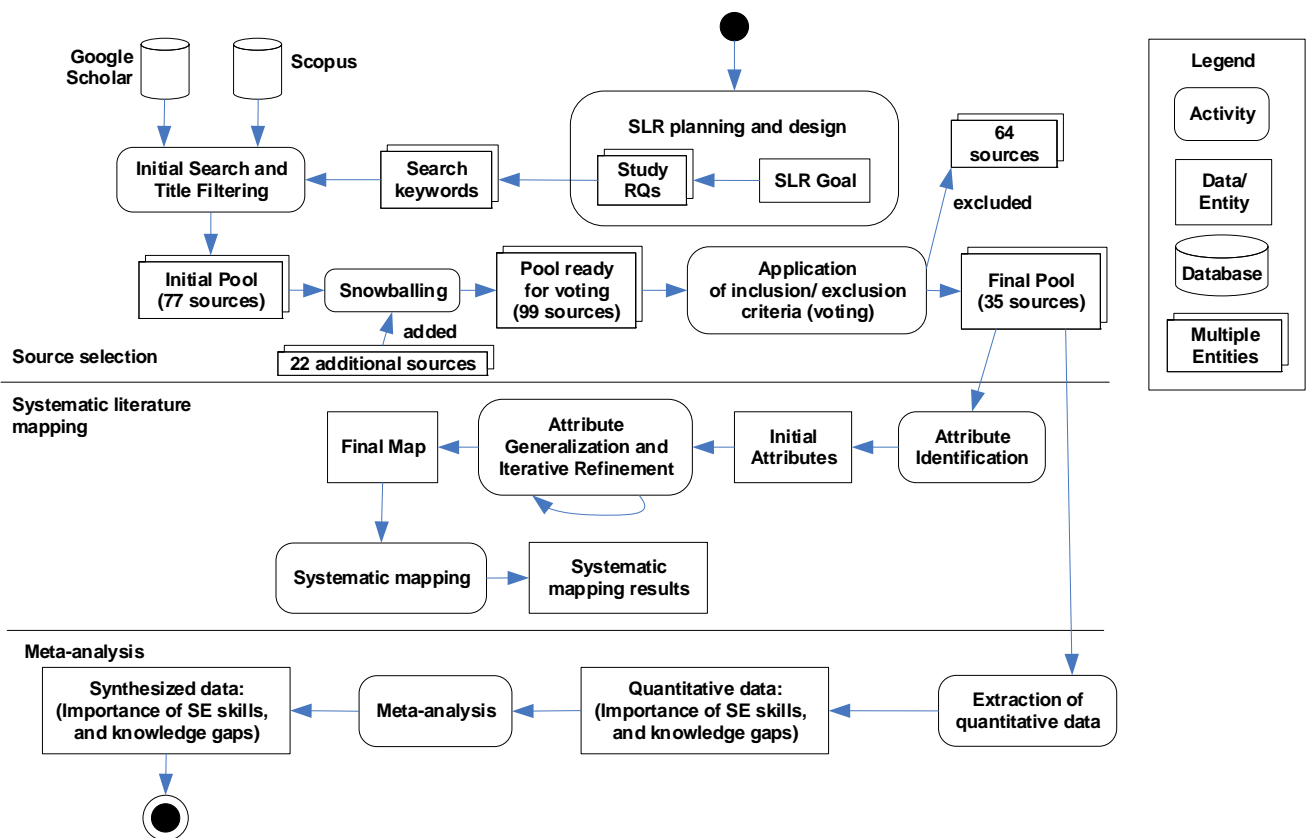 Google
Scholar
Scopus
SLR planning and design
Study
RQs
SLR Goal
Search
keywords
Initial Search and
Title Filtering
64
sources
excluded
Initial Pool
(77 sources)
Snowballing
added
22 additional sources
Pool ready
for voting
(99 sources)
Application
of inclusion/ exclusion
criteria (voting)
Final Pool
(35 sources)
Source selection
Legend
Activity
Data/
Entity
Database
Multiple
Entities
Systematic literature
mapping
Final Map
Attribute
Generalization and
Iterative Refinement
Initial
Attributes
Attribute
Identification
Systematic mapping
Systematic
mapping results
Meta-analysis
Synthesized data:
(Importance of SE skills,
and knowledge gaps)
Meta-analysis
Quantitative data:
(Importance of SE skills,
and knowledge gaps)
Extraction of
quantitative data